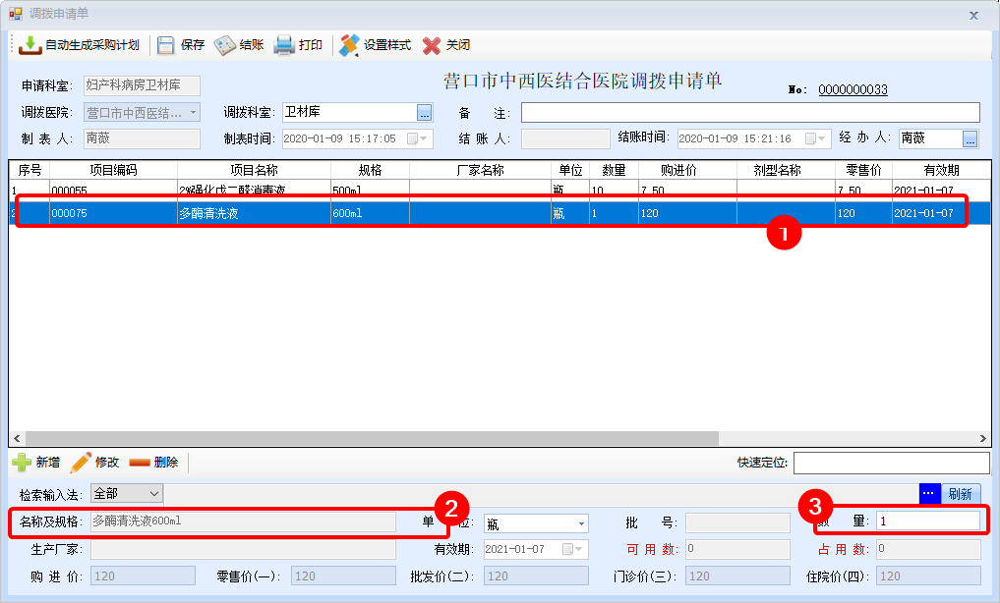 调拨申请单
自动生成采购计划 保存 结账 打印 设置样式 关闭
营口市中西医结合医院调拨申请单
No: 0000000033
申请科室: 妇产科病房卫材库
调拨医院: 营口市中西医结... 调拨科室: 卫材库 ... 备 注:
制 表 人: 南薇 制表时间: 2020-01-09 15:17:05 结 账 人: 结账时间: 2020-01-09 15:21:16 经 办 人: 南薇 ...
序号 项目编码 项目名称 规格 厂家名称 单位 数量 购进价 剂型名称 零售价 有效期
1 000055 2%强化戊二醛消毒液 500ml 瓶 10 7.50 7.50 2021-01-07
2 000075 多酶清洗液 600ml 瓶 1 120 120 2021-01-07
1
新增 修改 删除 快速定位:
检索输入法: 全部 ... 刷新
2 3
名称及规格: 多酶清洗液600ml 单 位: 瓶 批 号: 数 量: 1
生产厂家: 有效期: 2021-01-07 可 用 数: 0 占 用 数: 0
购 进 价: 120 零售价(一): 120 批发价(二): 120 门诊价(三): 120 住院价(四): 120